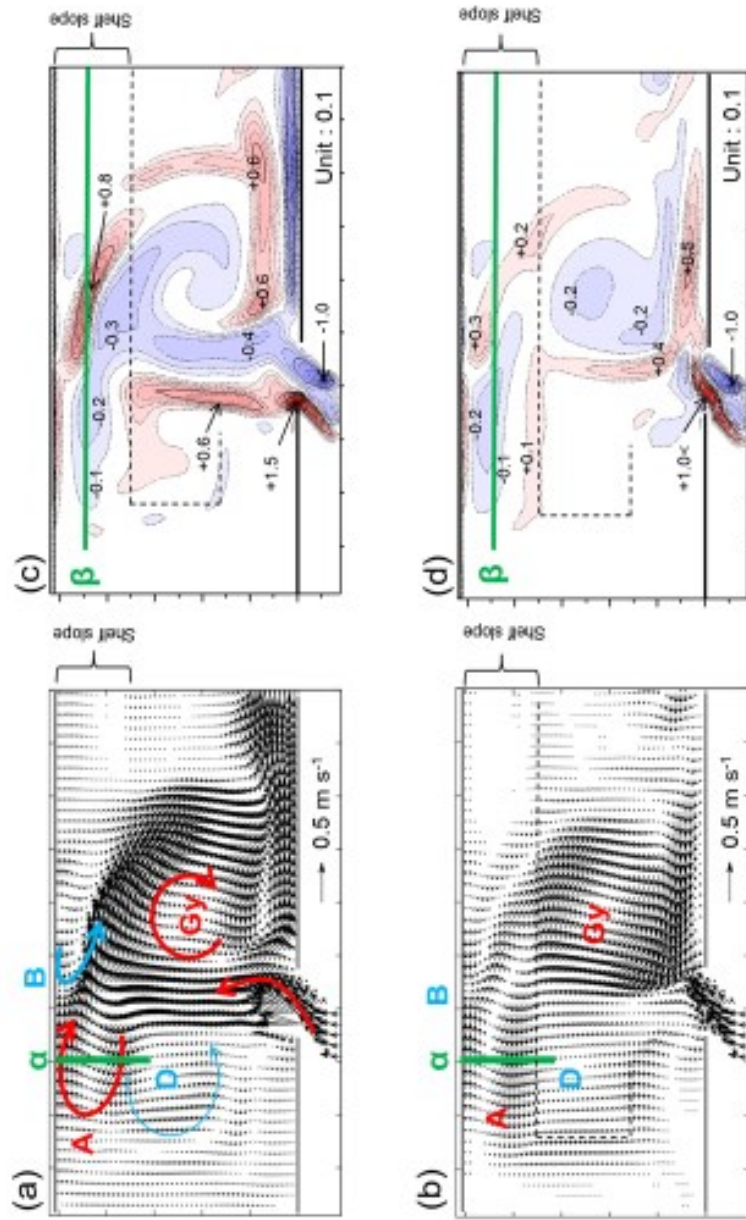 (a)
α
A
B
D
Gy
0.5 m s⁻¹
Shelf slope
(c)
β
-0.1
-0.2
-0.3
+0.8
+0.6
+1.5
-0.4
+0.6
+0.6
-1.0
Unit : 0.1
Shelf slope
(b)
α
A
B
D
Gy
0.5 m s⁻¹
Shelf slope
(d)
β
-0.2
-0.1
+0.3
+0.2
+0.1
-0.2
-0.2
+0.4
+0.5
+1.0<
-1.0
Unit : 0.1
Shelf slope